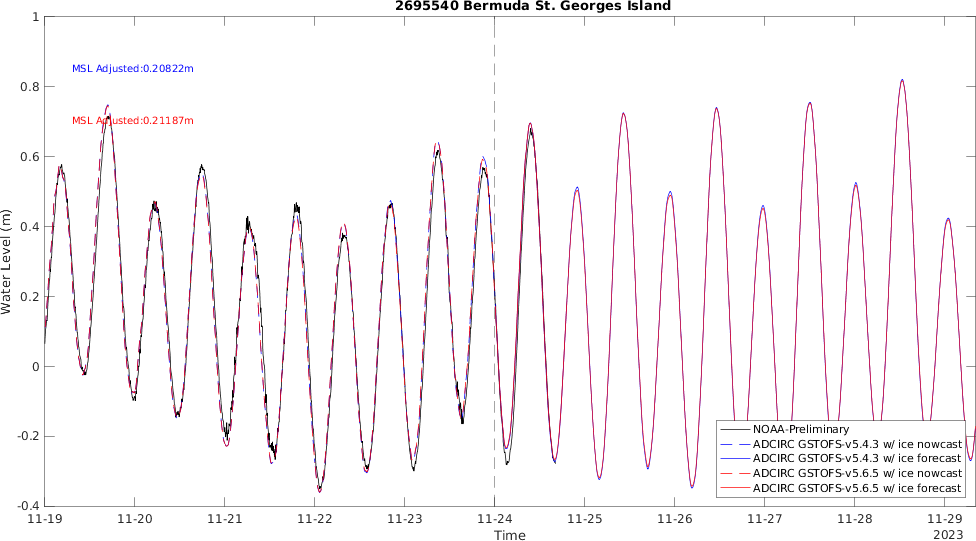 2695540 Bermuda St. Georges Island
1
0.8
0.6
0.4
0.2
0
-0.2
-0.4
Water Level (m)
MSL Adjusted:0.20822m
MSL Adjusted:0.21187m
NOAA-Preliminary
ADCIRC GSTOFS-v5.4.3 w/ ice nowcast
ADCIRC GSTOFS-v5.4.3 w/ ice forecast
ADCIRC GSTOFS-v5.6.5 w/ ice nowcast
ADCIRC GSTOFS-v5.6.5 w/ ice forecast
11-19 11-20 11-21 11-22 11-23 11-24 11-25 11-26 11-27 11-28 11-29
Time 2023